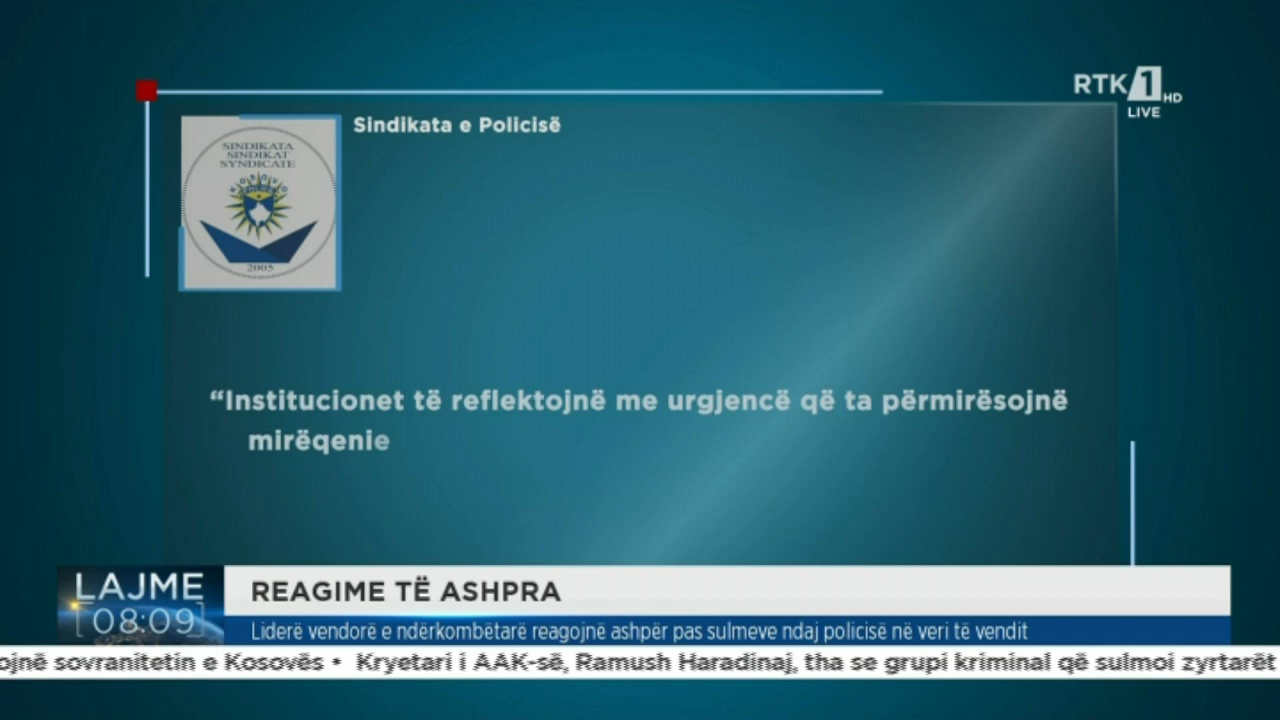 RTK 1 HD
LIVE
Sindikata e Policisë
SINDIKATA
SINDIKAT
SYNDICATE
KOSOVO
2005
“Institucionet të reflektojnë me urgjencë që ta përmirësojnë
mirëqenie
LAJME
08:09
REAGIME TË ASHPRA
Liderë vendorë e ndërkombëtarë reagojnë ashpër pas sulmeve ndaj policisë në veri të vendit
ojnë sovranitetin e Kosovës • Kryetari i AAK-së, Ramush Haradinaj, tha se grupi kriminal që sulmoi zyrtarët